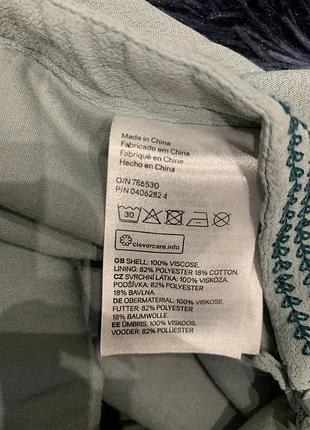 Made in China
Fabricado em China
Fabriqué en Chine
Hecho en China
O/N 786530
P/N 0406282 4
30
clevercare.info
GB SHELL: 100% VISCOSE.
LINING: 82% POLYESTER 18% COTTON.
CZ SVRCHNÍ LÁTKA: 100% VISKÓZA.
PODŠÍVKA: 82% POLYESTER
18% BAVLNA.
DE OBERMATERIAL: 100% VISKOSE.
FUTTER: 82% POLYESTER
18% BAUMWOLLE.
EE ÜMBRIS: 100% VISKOOS.
VOODER: 82% POLÜESTER